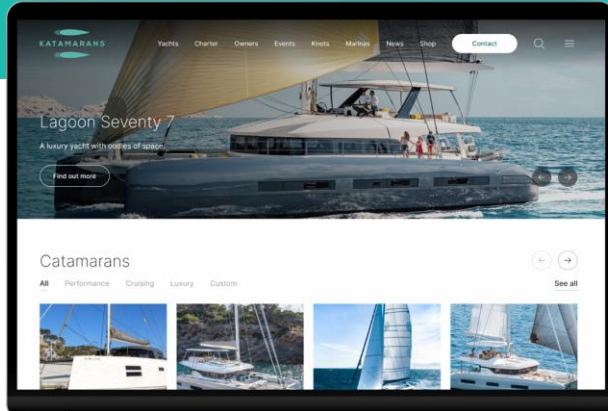 KATAMARANS
Yachts Charter Owners Events Knots Marinas News Shop Contact
Lagoon Seventy 7
A luxury yacht with oodles of space.
Find out more
Catamarans
All Performance Cruising Luxury Custom See all